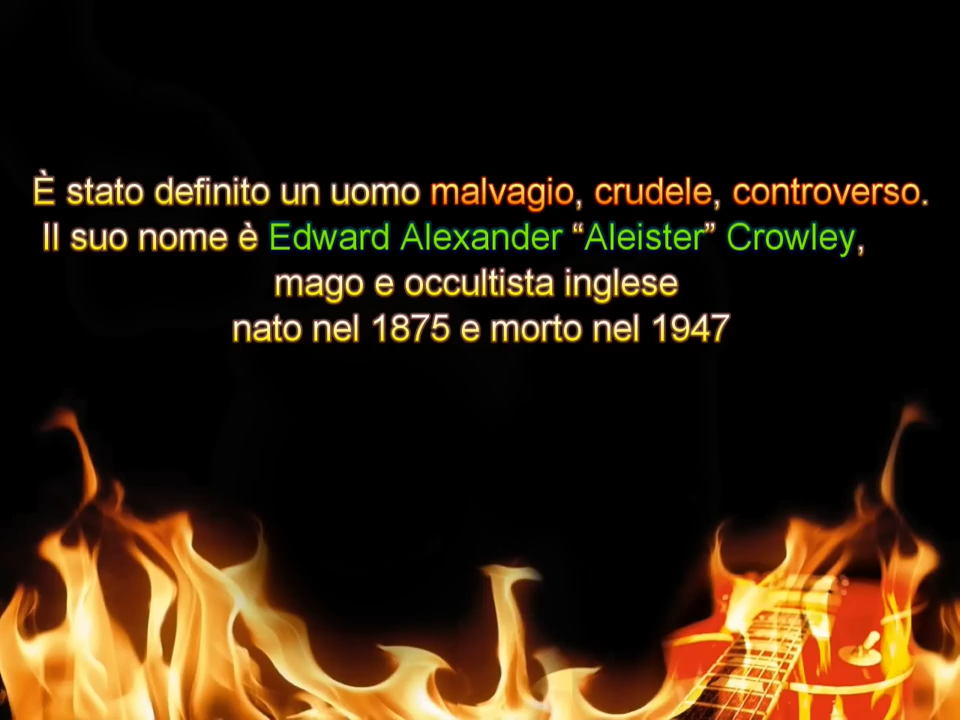 È stato definito un uomo malvagio, crudele, controverso.
Il suo nome è Edward Alexander “Aleister” Crowley,
mago e occultista inglese
nato nel 1875 e morto nel 1947